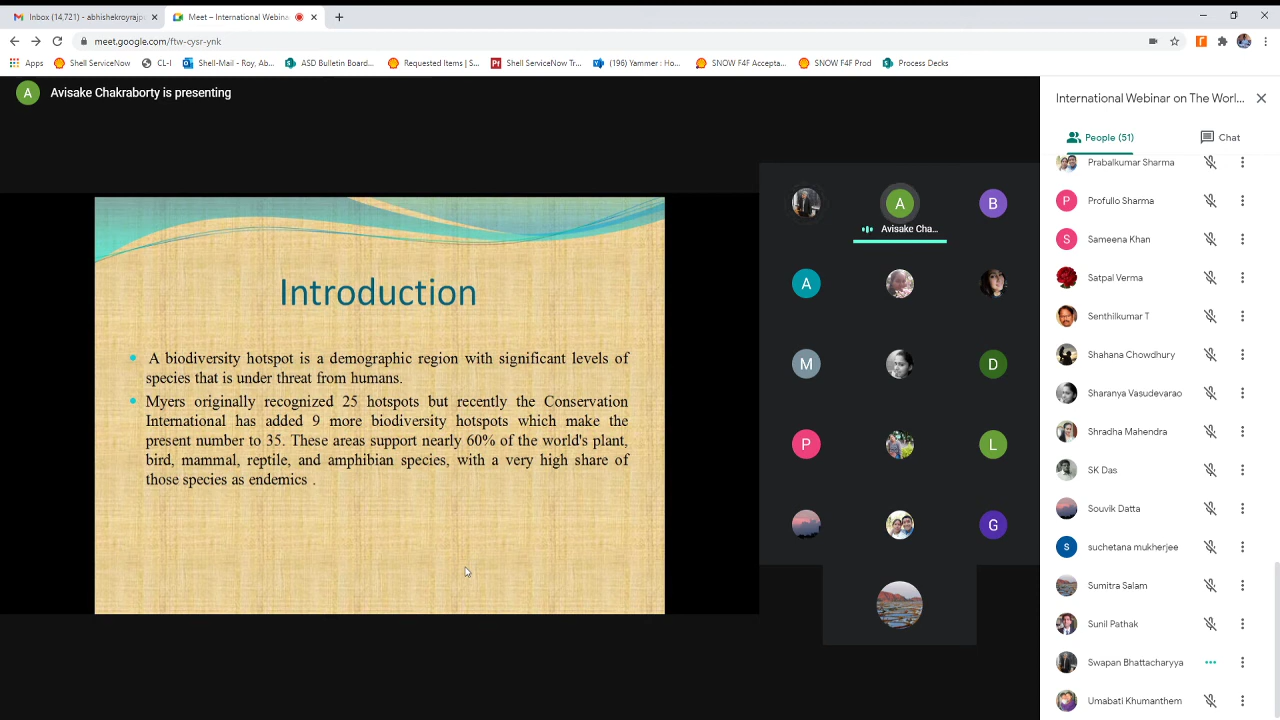 Inbox (14,721) - abhishekroyrajp
Meet – International Webina
meet.google.com/ftw-cysr-ynk
Apps
Shell ServiceNow
CL-I
Shell-Mail - Roy, Ab...
ASD Bulletin Board...
Requested Items | S...
Shell ServiceNow Tr...
(196) Yammer : Ho...
SNOW F4F Accepta...
SNOW F4F Prod
Process Decks
A
Avisake Chakraborty is presenting
Introduction
A biodiversity hotspot is a demographic region with significant levels of
species that is under threat from humans.
Myers originally recognized 25 hotspots but recently the Conservation
International has added 9 more biodiversity hotspots which make the
present number to 35. These areas support nearly 60% of the world's plant,
bird, mammal, reptile, and amphibian species, with a very high share of
those species as endemics .
A
B
Avisake Cha...
A
M
D
P
L
G
International Webinar on The Worl...
People (51)
Chat
Prabalkumar Sharma
P
Profullo Sharma
S
Sameena Khan
Satpal Verma
Senthilkumar T
Shahana Chowdhury
Sharanya Vasudevarao
Shradha Mahendra
SK Das
Souvik Datta
s
suchetana mukherjee
Sumitra Salam
Sunil Pathak
Swapan Bhattacharyya
Umabati Khumanthem